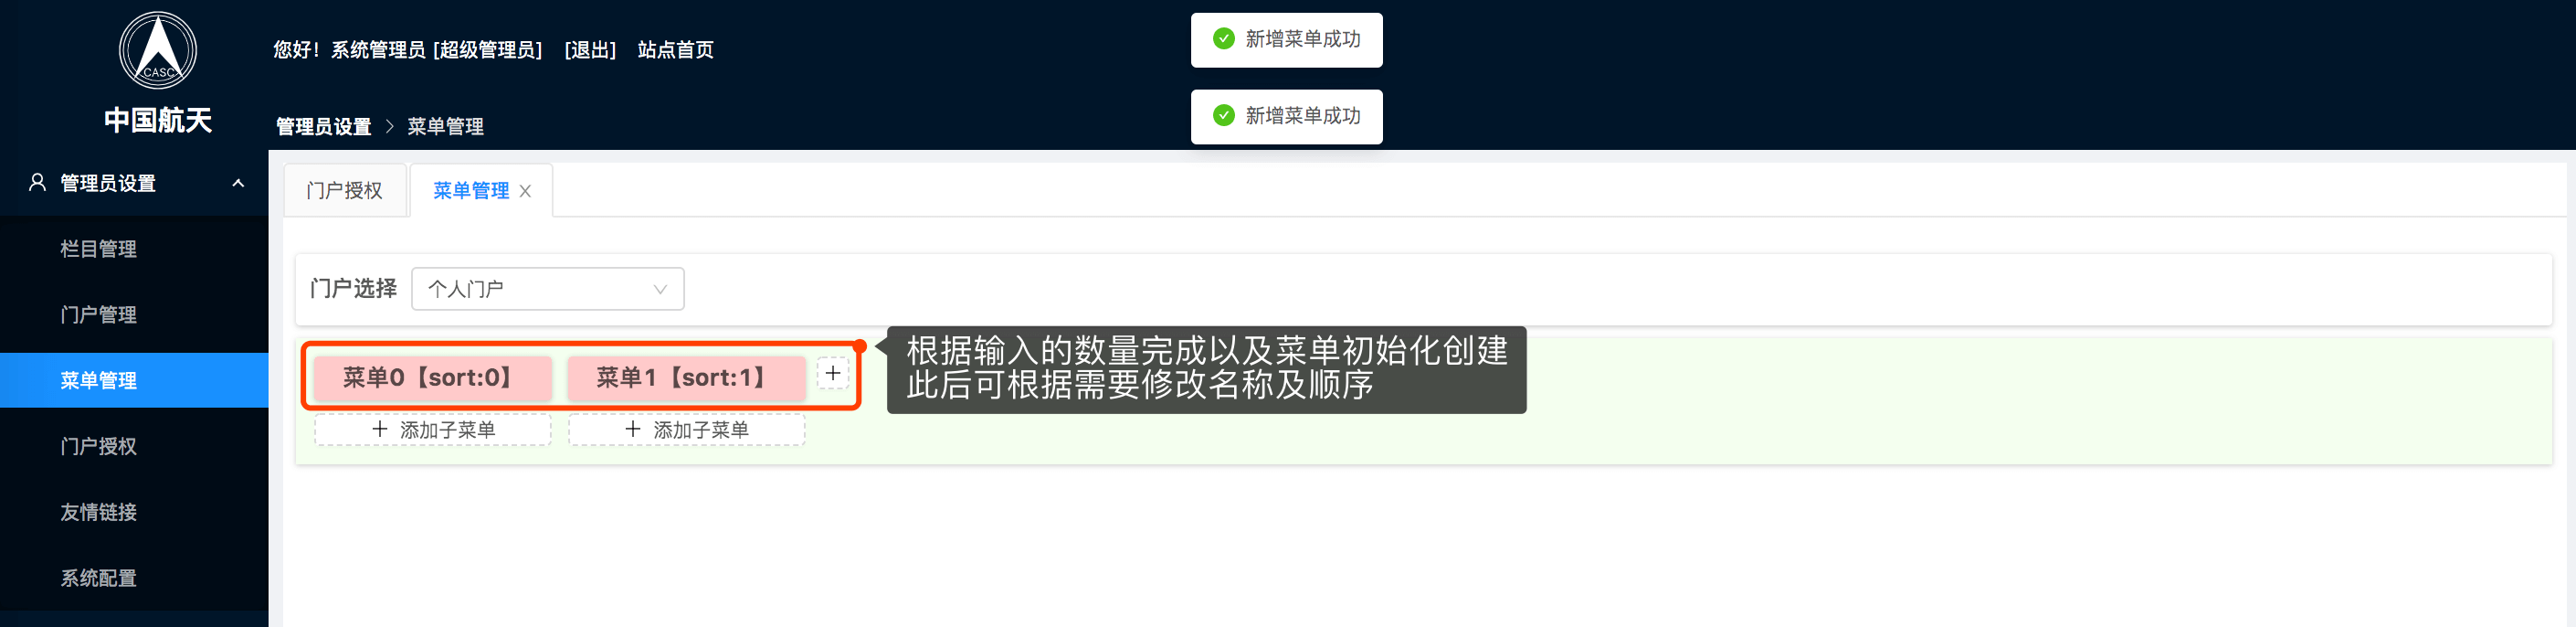 CASC
中国航天
您好！系统管理员 [超级管理员] [退出] 站点首页
新增菜单成功
新增菜单成功
管理员设置 > 菜单管理
管理员设置
栏目管理
门户管理
菜单管理
门户授权
友情链接
系统配置
门户授权 菜单管理
门户选择 个人门户
菜单0【sort:0】 菜单1【sort:1】
添加子菜单 添加子菜单
根据输入的数量完成以及菜单初始化创建
此后可根据需要修改名称及顺序